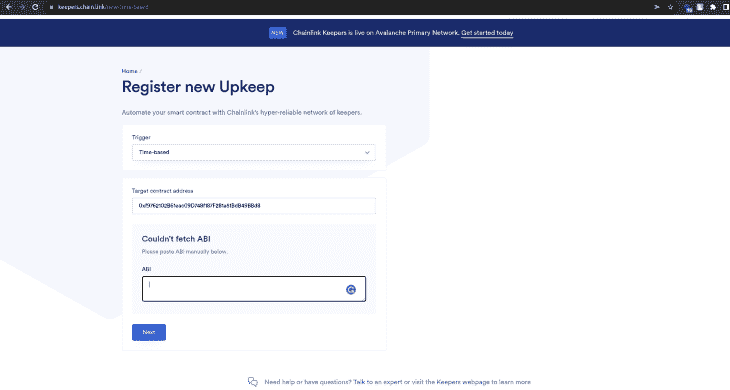 keepers.chain.link/new-time-based
NEW Chainlink Keepers is live on Avalanche Primary Network. Get started today
Home /
Register new Upkeep
Automate your smart contract with Chainlink's hyper-reliable network of keepers.
Trigger
Time-based
Target contract address
Couldn't fetch ABI
Please paste ABI manually below.
ABI
Next
Need help or have questions? Talk to an expert or visit the Keepers webpage to learn more